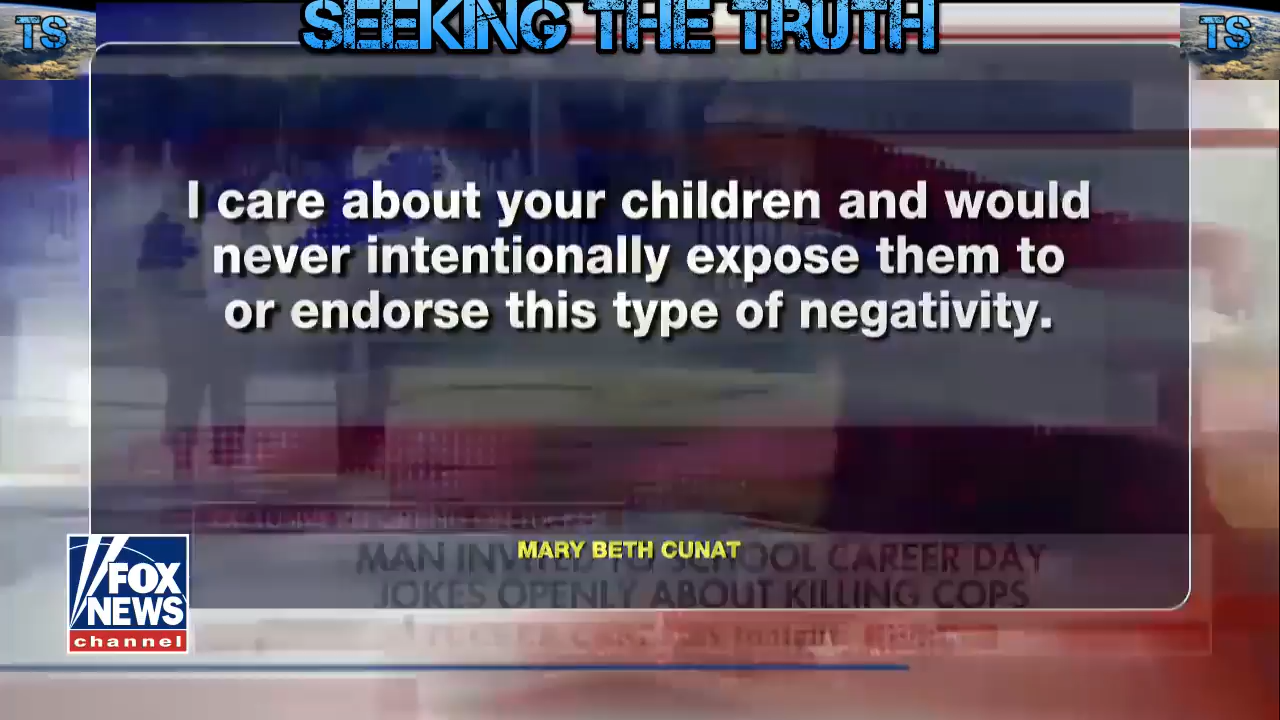 SEEKING THE TRUTH
TS
TS
I care about your children and would
never intentionally expose them to
or endorse this type of negativity.
MARY BETH CUNAT
MAN INVITED TO SCHOOL CAREER DAY
JOKES OPENLY ABOUT KILLING COPS
FOX
NEWS
channel